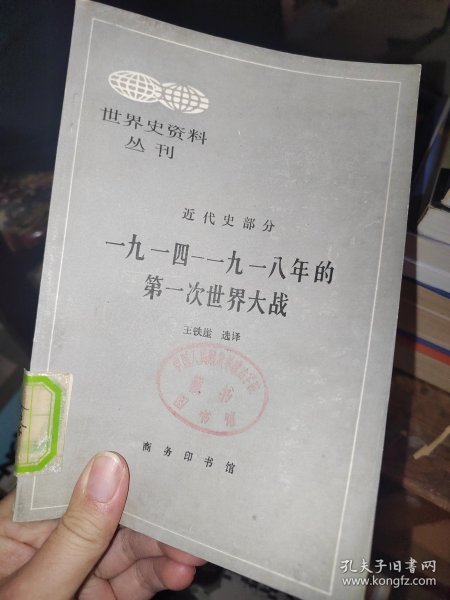 世界史资料
丛刊
近代史部分
一九一四—一九一八年的
第一次世界大战
王铁崖 选译
藏书
商务印书馆
孔夫子旧书网
www.kongfz.com